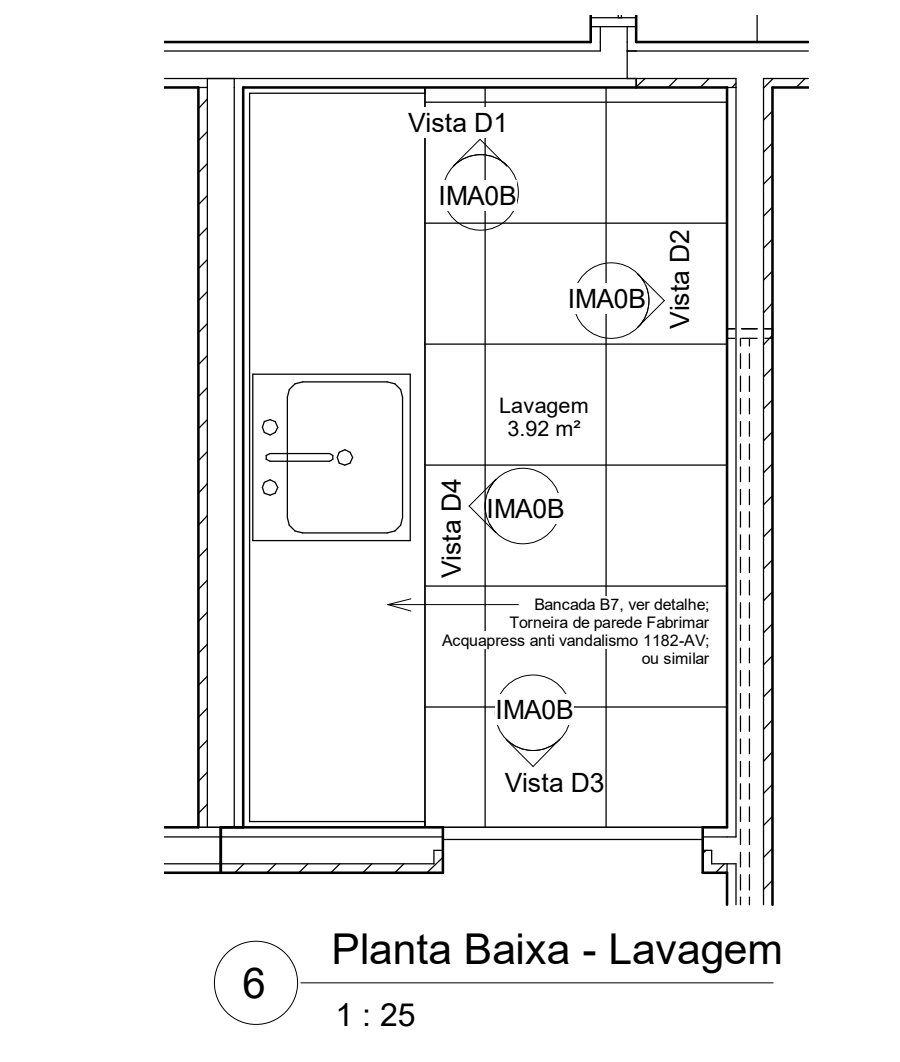 Vista D1
IMA0B
IMA0B
Vista D2
Lavagem
3.92 m²
Vista D4
IMA0B
Bancada B7, ver detalhe;
Torneira de parede Fabrimar
Acquapress anti vandalismo 1182-AV;
ou similar
IMA0B
Vista D3
6
Planta Baixa - Lavagem
1 : 25